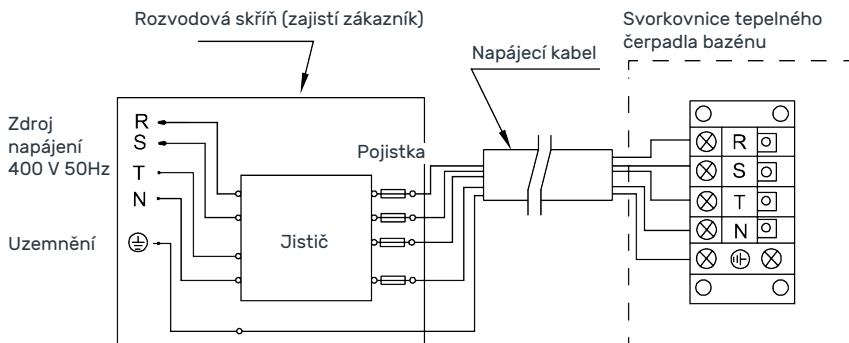 Rozvodová skříň (zajistí zákazník)
Svorkovnice tepelného
čerpadla bazénu
Napájecí kabel
Zdroj
napájení
400 V 50Hz
R
S
T
N
Pojistka
Uzemnění
Jistič
R
S
T
N